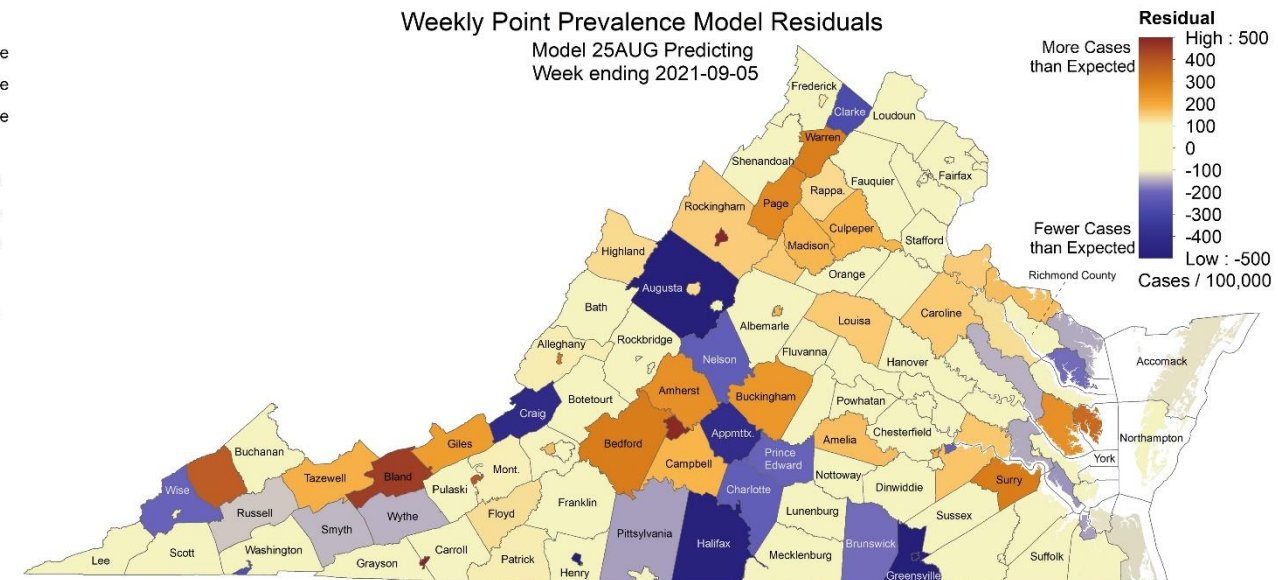 Weekly Point Prevalence Model Residuals
Model 25AUG Predicting
Week ending 2021-09-05
e
e
e
Residual
More Cases
than Expected
High : 500
400
300
200
100
0
-100
-200
-300
-400
Low : -500
Fewer Cases
than Expected
Cases / 100,000
Richmond County
Frederick
Clarke
Loudoun
Warren
Shenandoah
Fauquier
Fairfax
Rappa.
Page
Rockingham
Culpeper
Madison
Stafford
Highland
Orange
Augusta
Bath
Albemarle
Louisa
Caroline
Alleghany
Rockbridge
Nelson
Fluvanna
Hanover
Accomack
Amherst
Buckingham
Botetourt
Powhatan
Craig
Appmttx.
Chesterfield
Amelia
Northampton
Giles
Bedford
Buchanan
Prince
Edward
York
Campbell
Mont.
Tazewell
Bland
Nottoway
Surry
Wise
Pulaski
Charlotte
Dinwiddie
Franklin
Russell
Floyd
Lunenburg
Wythe
Sussex
Smyth
Pittsylvania
Halifax
Brunswick
Washington
Carroll
Mecklenburg
Suffolk
Scott
Lee
Grayson
Patrick
Henry
Greensville